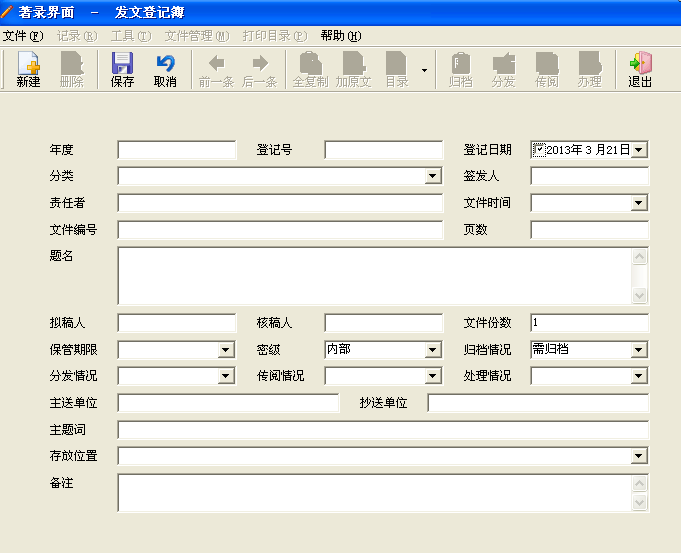 著录界面 － 发文登记簿
文件(F) 记录(R) 工具(T) 文件管理(M) 打印目录(P) 帮助(H)
新建 删除 保存 取消 前一条 后一条 全复制 加原文 目录 归档 分发 传阅 办理 退出
年度 登记号 登记日期 2013年 3 月21日
分类 签发人
责任者 文件时间
文件编号 页数
题名
拟稿人 核稿人 文件份数 1
保管期限 密级 内部 归档情况 需归档
分发情况 传阅情况 处理情况
主送单位 抄送单位
主题词
存放位置
备注